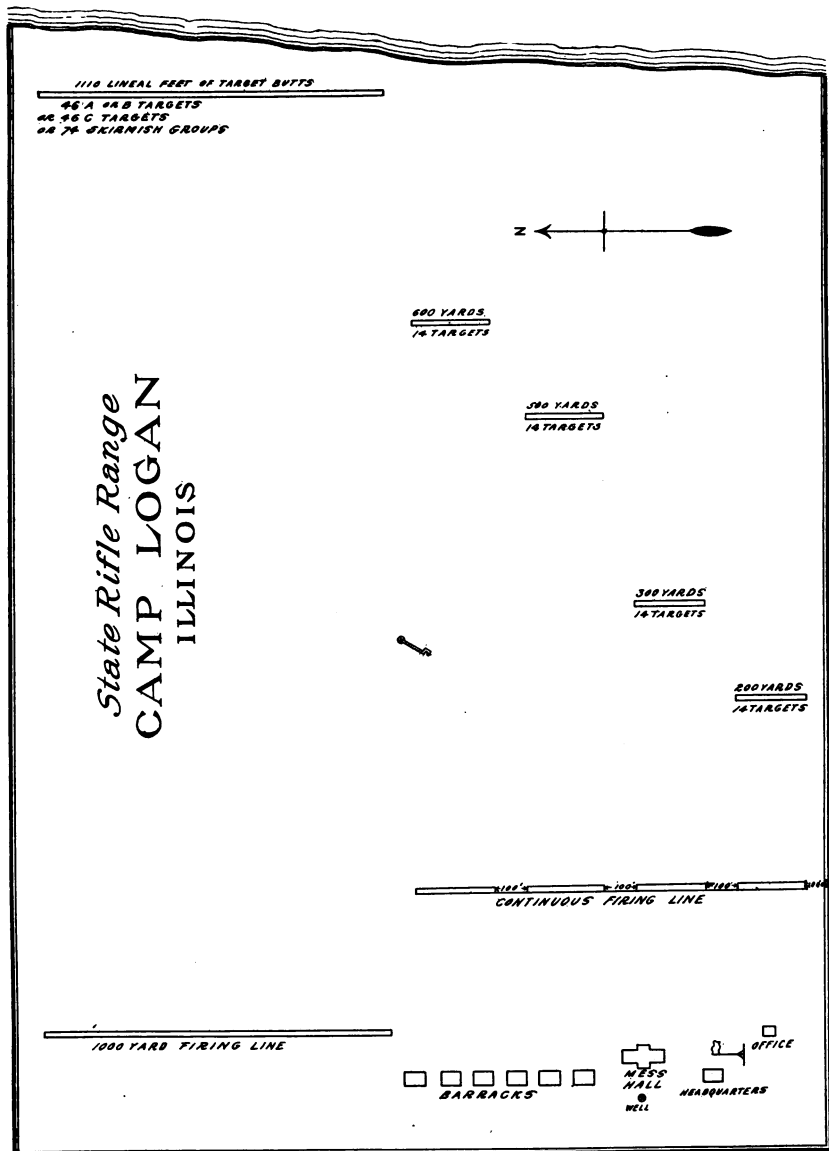 1110 LINEAL FEET OF TARGET BUTTS
46 A OR B TARGETS
OR 46 C TARGETS
OR 74 SKIRMISH GROUPS
N
600 YARDS
14 TARGETS
500 YARDS
14 TARGETS
State Rifle Range
CAMP LOGAN
ILLINOIS
300 YARDS
14 TARGETS
200 YARDS
14 TARGETS
100' 100' 100'
CONTINUOUS FIRING LINE
1000 YARD FIRING LINE
OFFICE
BARRACKS
MESS
HALL
WELL
HEADQUARTERS